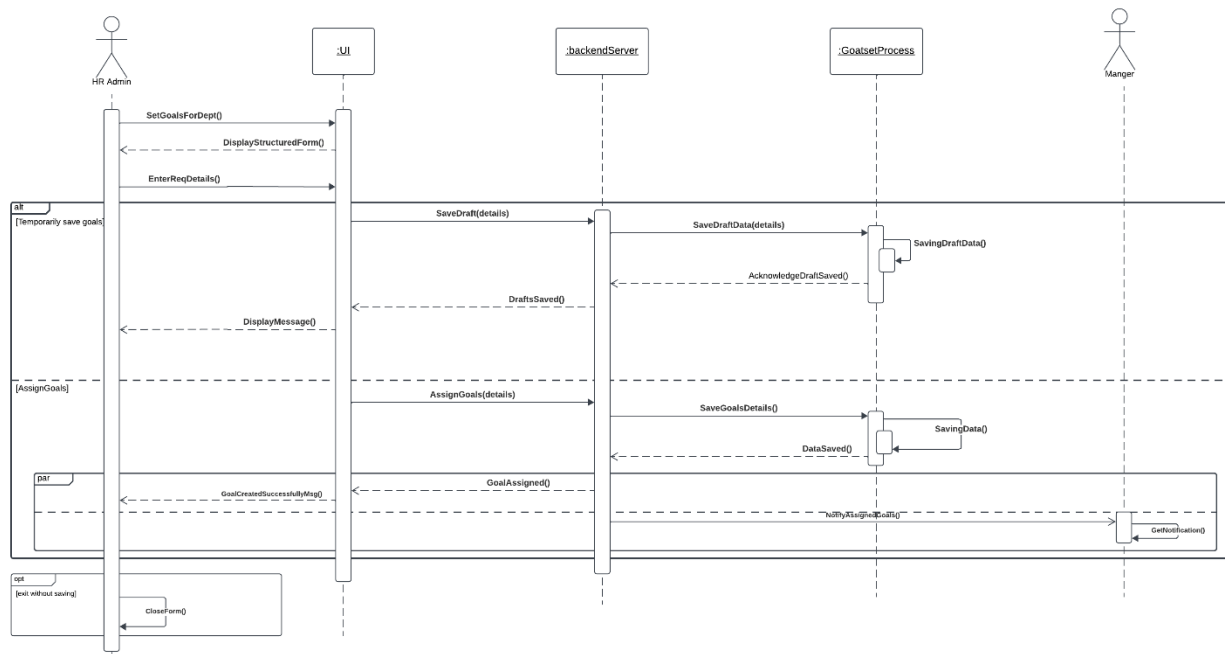 HR Admin
:UI
:backendServer
:GoatsetProcess
Manger
SetGoalsForDept()
DisplayStructuredForm()
EnterReqDetails()
alt
[Temporarily save goals]
SaveDraft(details)
SaveDraftData(details)
SavingDraftData()
AcknowledgeDraftSaved()
DraftsSaved()
DisplayMessage()
[AssignGoals]
AssignGoals(details)
SaveGoalsDetails()
SavingData()
DataSaved()
par
GoalAssigned()
GoalCreatedSuccessfullyMsg()
NotifyAssignedGoals()
GetNotification()
opt
[exit without saving]
CloseForm()